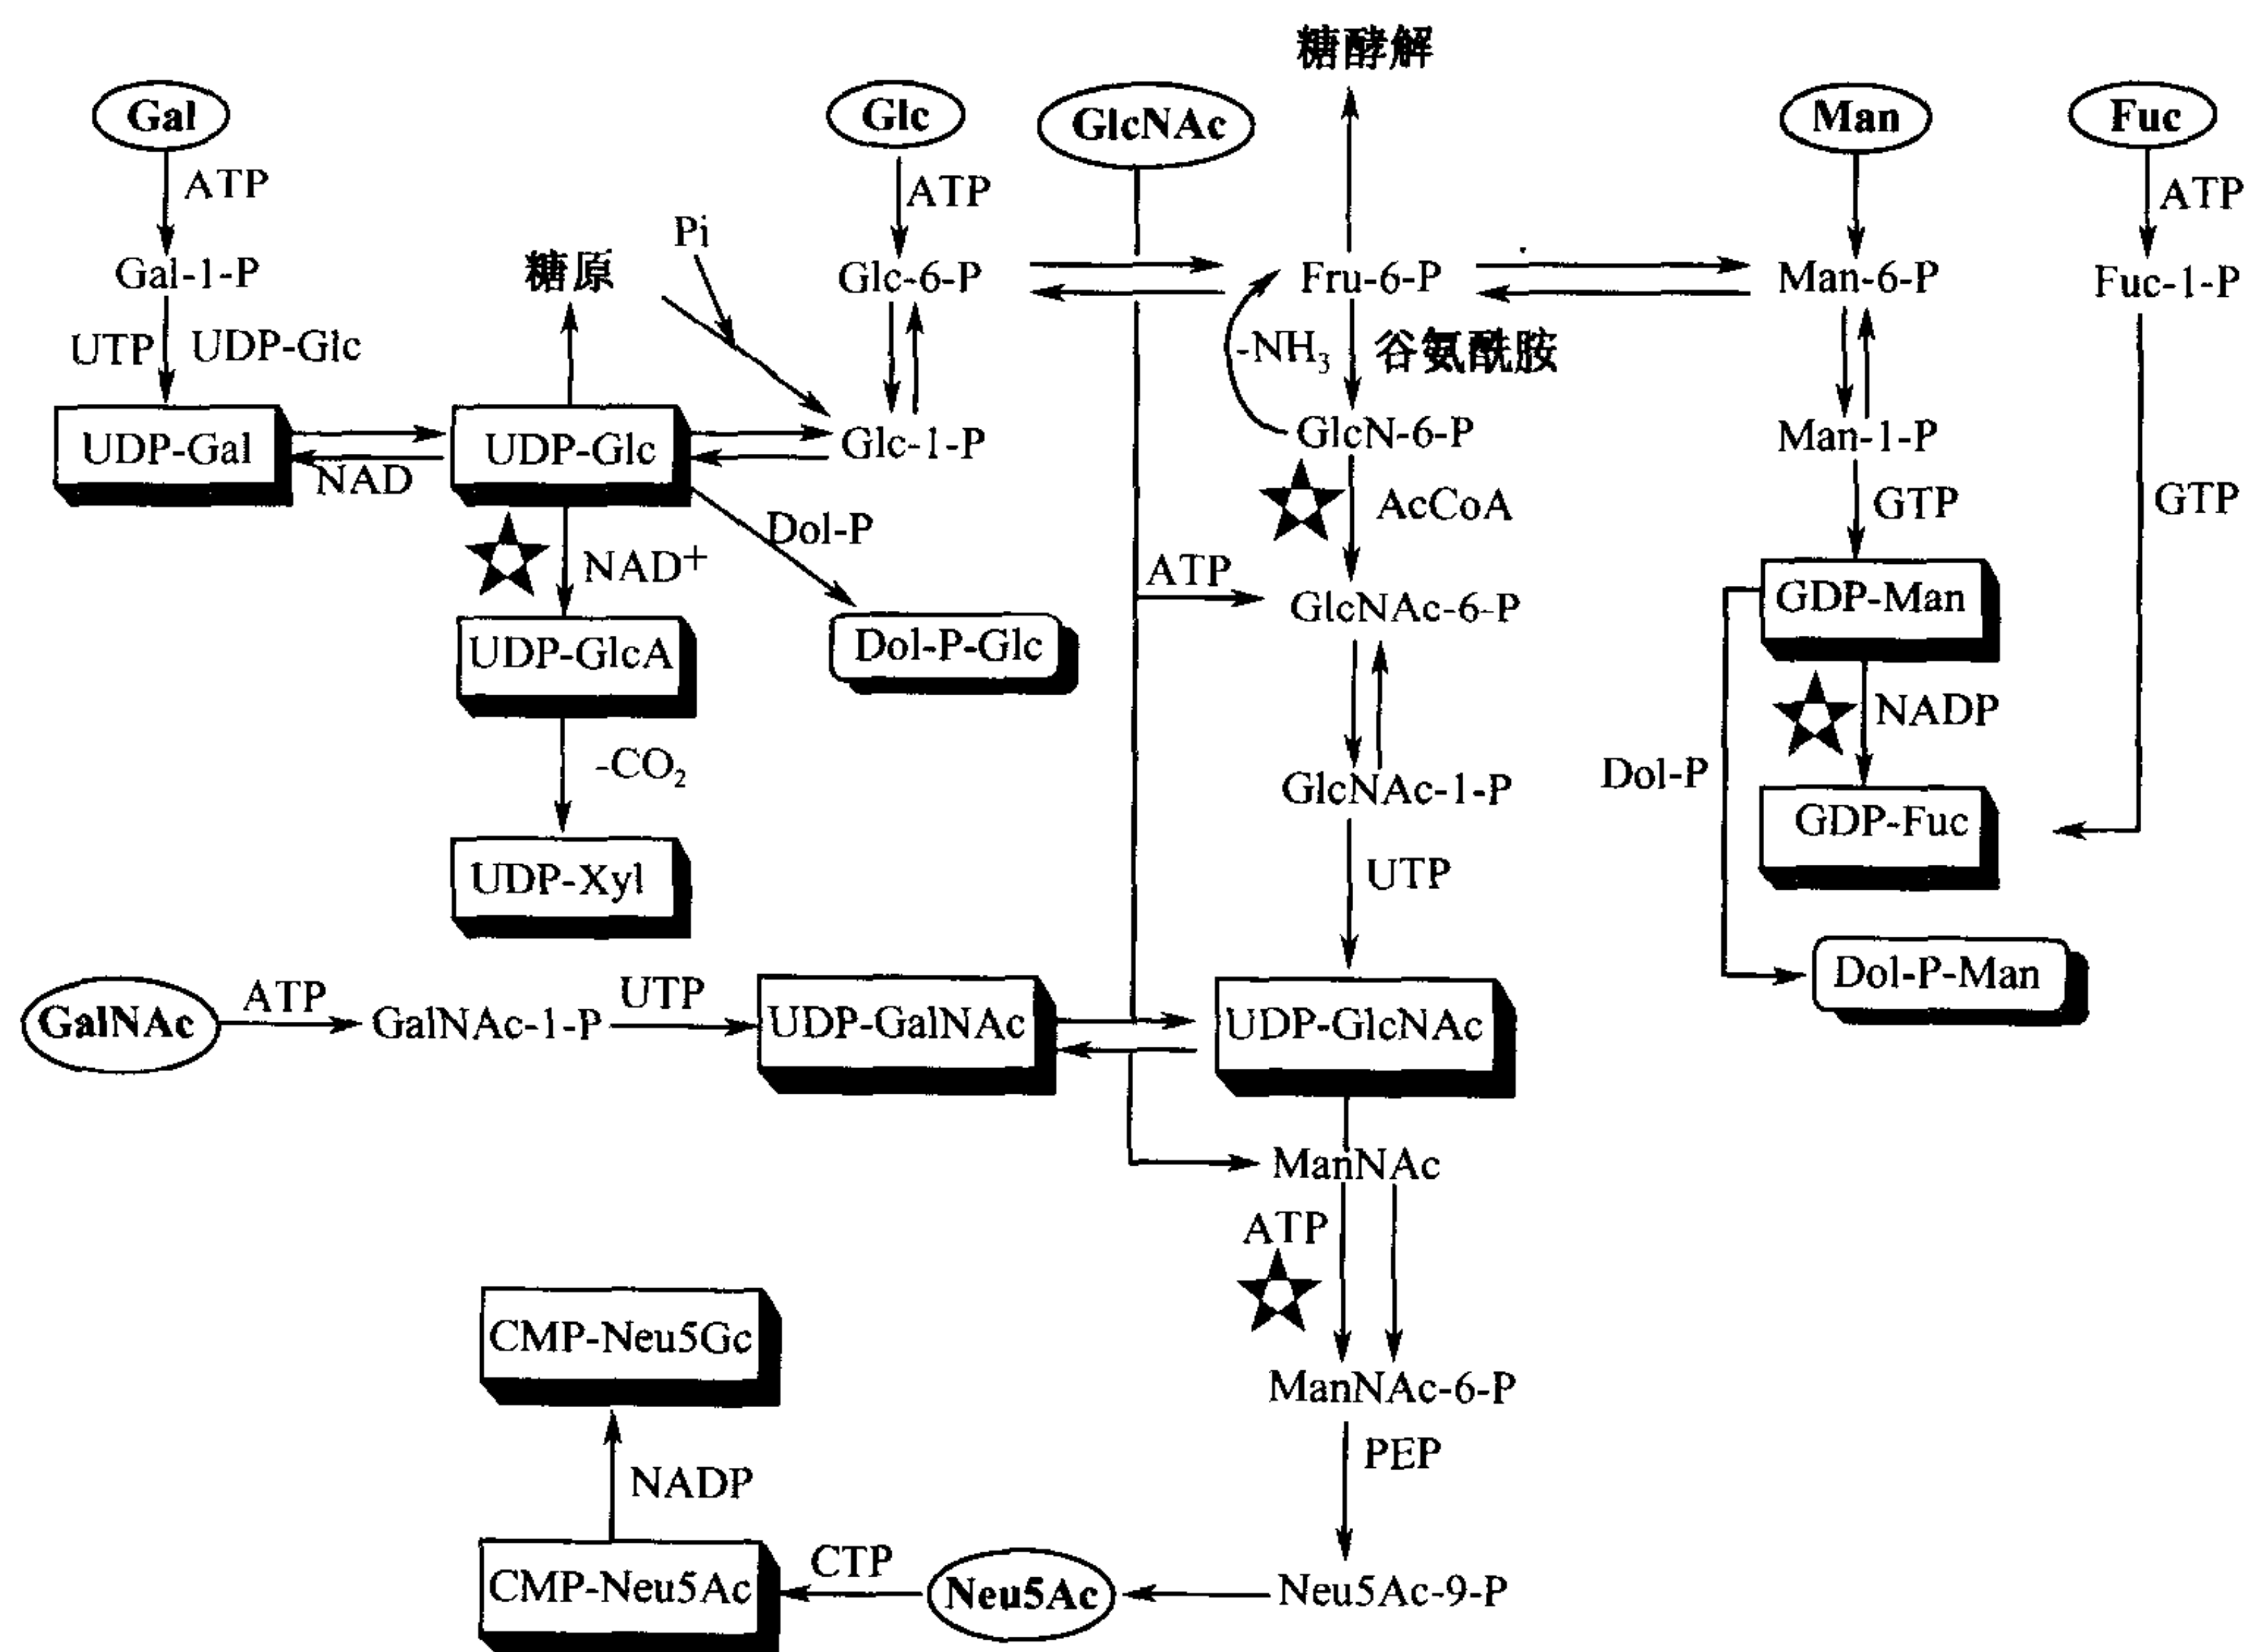 糖酵解
Gal
Glc
GlcNAc
Man
Fuc
ATP
ATP
ATP
Pi
Gal-1-P
糖原
Glc-6-P
Fru-6-P
Man-6-P
Fuc-1-P
UTP
UDP-Glc
-NH3
谷氨酰胺
UDP-Gal
UDP-Glc
Glc-1-P
GlcN-6-P
Man-1-P
NAD
Dol-P
AcCoA
GTP
GTP
NAD+
ATP
UDP-GlcA
Dol-P-Glc
GlcNAc-6-P
GDP-Man
NADP
-CO2
GlcNAc-1-P
Dol-P
GDP-Fuc
UDP-Xyl
UTP
Dol-P-Man
GalNAc
ATP
GalNAc-1-P
UTP
UDP-GalNAc
UDP-GlcNAc
ManNAc
ATP
CMP-Neu5Gc
ManNAc-6-P
PEP
NADP
CMP-Neu5Ac
CTP
Neu5Ac
Neu5Ac-9-P